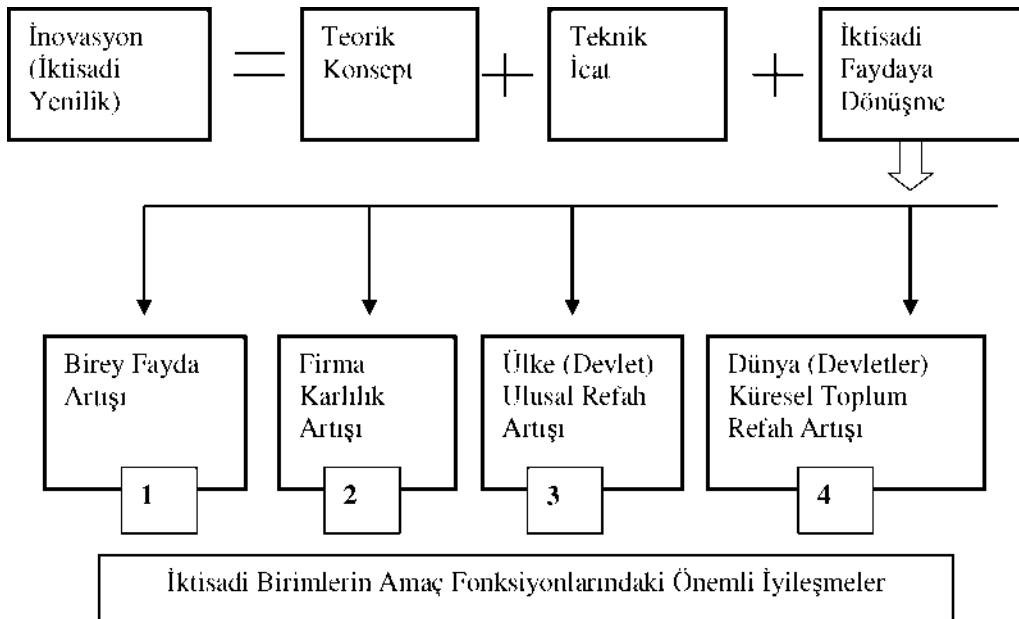 İnovasyon
(İktisadi
Yenilik)
=
Teorik
Konsept
+
Teknik
İcat
+
İktisadi
Faydaya
Dönüşme
Birey Fayda
Artışı
1
Firma
Karlılık
Artışı
2
Ülke (Devlet)
Ulusal Refah
Artışı
3
Dünya (Devletler)
Küresel Toplum
Refah Artışı
4
İktisadi Birimlerin Amaç Fonksiyonlarındaki Önemli İyileşmeler